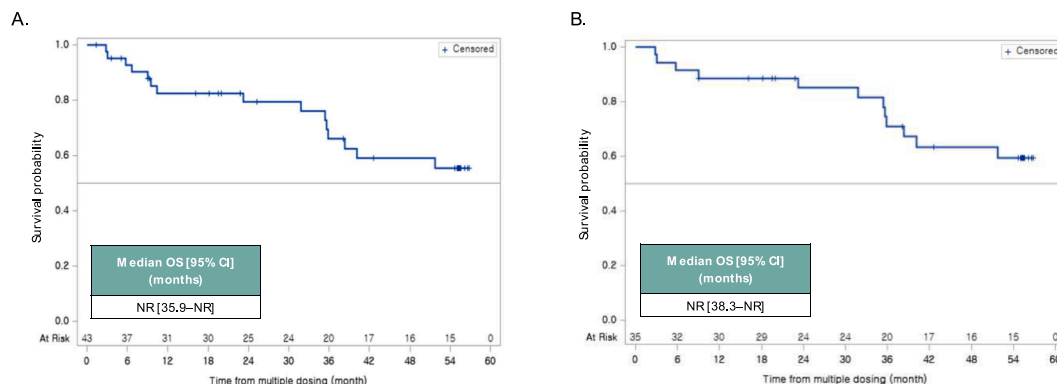 A.
+ Censored
1.0
0.8
0.6
0.4
0.2
0.0
Survival probability
Median OS [95% CI]
(months)
NR [35.9–NR]
At Risk 43 37 31 30 25 24 20 17 16 15 0
0 6 12 18 24 30 36 42 48 54 60
Time from multiple dosing (month)
B.
+ Censored
1.0
0.8
0.6
0.4
0.2
0.0
Survival probability
Median OS [95% CI]
(months)
NR [38.3–NR]
At Risk 35 32 30 29 24 24 20 17 16 15 0
0 6 12 18 24 30 36 42 48 54 60
Time from multiple dosing (month)